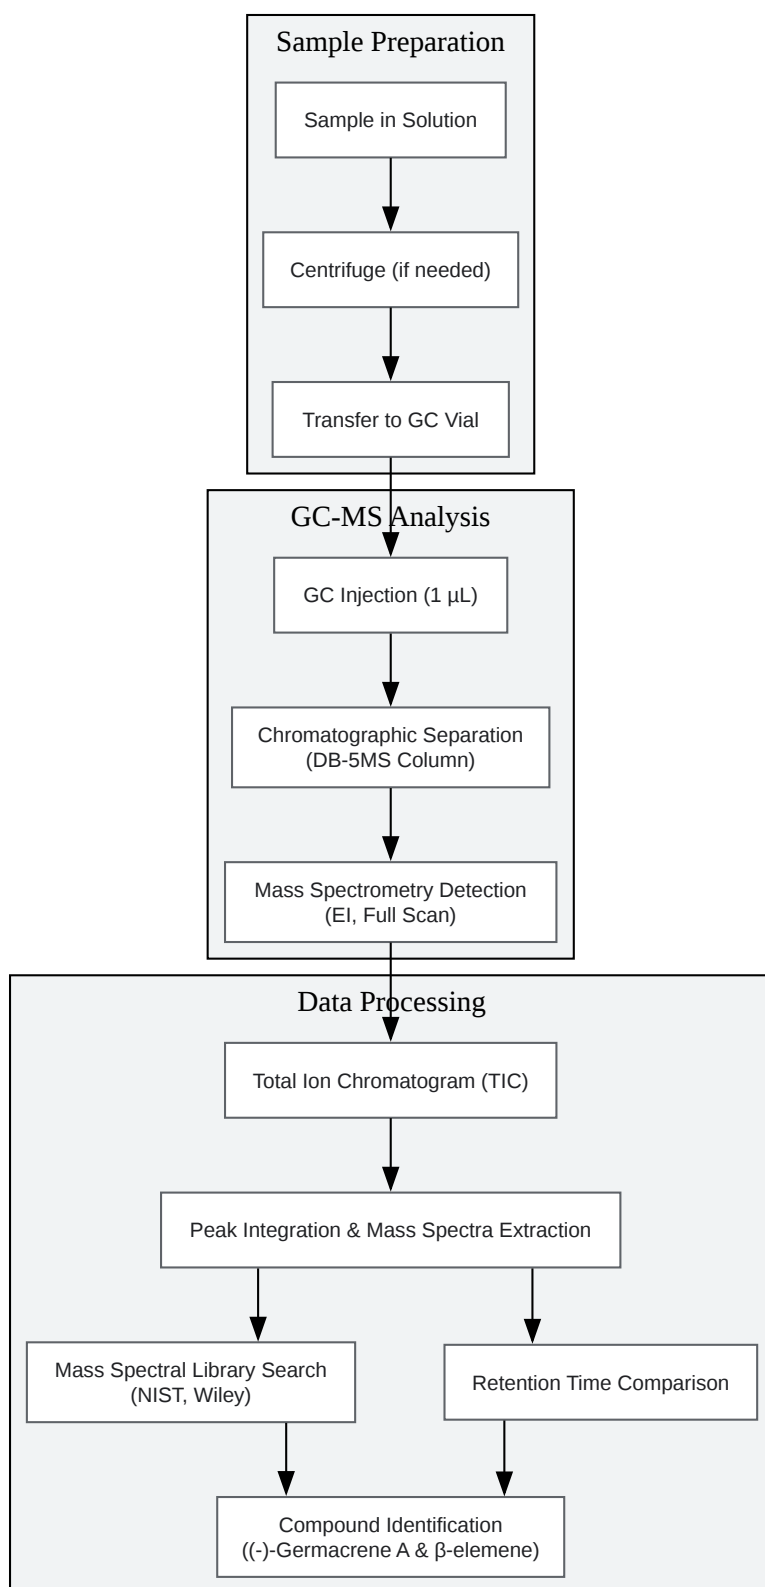 Sample Preparation
Sample in Solution
Centrifuge (if needed)
Transfer to GC Vial
GC-MS Analysis
GC Injection (1 µL)
Chromatographic Separation
(DB-5MS Column)
Mass Spectrometry Detection
(EI, Full Scan)
Data Processing
Total Ion Chromatogram (TIC)
Peak Integration & Mass Spectra Extraction
Mass Spectral Library Search
(NIST, Wiley)
Retention Time Comparison
Compound Identification
((-)-Germacrene A & β-elemene)